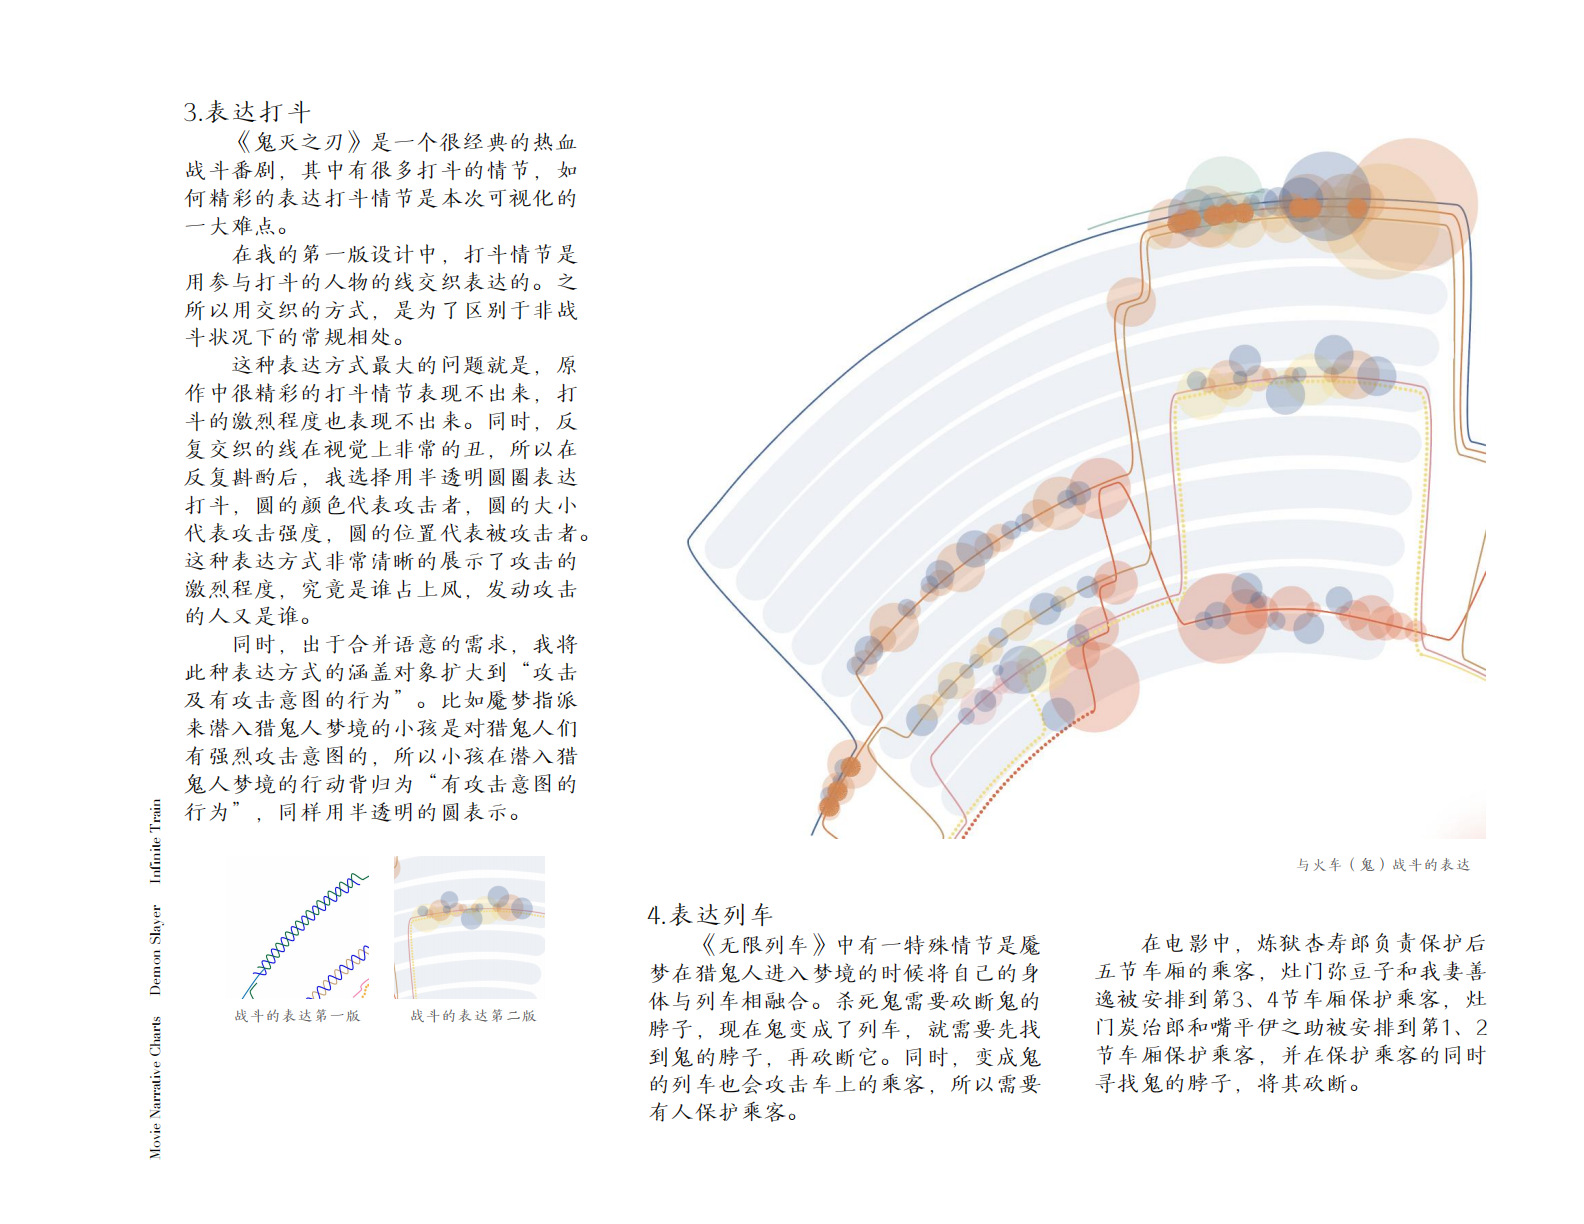 3.表达打斗
《鬼灭之刃》是一个很经典的热血
战斗番剧，其中有很多打斗的情节，如
何精彩的表达打斗情节是本次可视化的
一大难点。
在我的第一版设计中，打斗情节是
用参与打斗的人物的线交织表达的。之
所以用交织的方式，是为了区别于非战
斗状况下的常规相处。
这种表达方式最大的问题就是，原
作中很精彩的打斗情节表现不出来，打
斗的激烈程度也表现不出来。同时，反
复交织的线在视觉上非常的丑，所以在
反复斟酌后，我选择用半透明圆圈表达
打斗，圆的颜色代表攻击者，圆的大小
代表攻击强度，圆的位置代表被攻击者。
这种表达方式非常清晰的展示了攻击的
激烈程度，究竟是谁占上风，发动攻击
的人又是谁。
同时，出于合并语意的需求，我将
此种表达方式的涵盖对象扩大到“攻击
及有攻击意图的行为”。比如魇梦指派
来潜入猎鬼人梦境的小孩是对猎鬼人们
有强烈攻击意图的，所以小孩在潜入猎
鬼人梦境的行动背归为“有攻击意图的
行为”，同样用半透明的圆表示。
战斗的表达第一版
战斗的表达第二版
与火车（鬼）战斗的表达
4.表达列车
《无限列车》中有一特殊情节是魇
梦在猎鬼人进入梦境的时候将自己的身
体与列车相融合。杀死鬼需要砍断鬼的
脖子，现在鬼变成了列车，就需要先找
到鬼的脖子，再砍断它。同时，变成鬼
的列车也会攻击车上的乘客，所以需要
有人保护乘客。
在电影中，炼狱杏寿郎负责保护后
五节车厢的乘客，灶门弥豆子和我妻善
逸被安排到第3、4节车厢保护乘客，灶
门炭治郎和嘴平伊之助被安排到第1、2
节车厢保护乘客，并在保护乘客的同时
寻找鬼的脖子，将其砍断。
Movie Narrative Charts Demon Slayer Infinite Train